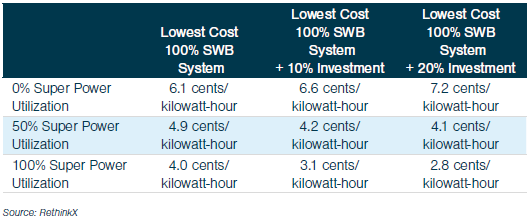 Lowest Cost
100% SWB
System
Lowest Cost
100% SWB
System
+ 10% Investment
Lowest Cost
100% SWB
System
+ 20% Investment
0% Super Power
Utilization
6.1 cents/
kilowatt-hour
6.6 cents/
kilowatt-hour
7.2 cents/
kilowatt-hour
50% Super Power
Utilization
4.9 cents/
kilowatt-hour
4.2 cents/
kilowatt-hour
4.1 cents/
kilowatt-hour
100% Super Power
Utilization
4.0 cents/
kilowatt-hour
3.1 cents/
kilowatt-hour
2.8 cents/
kilowatt-hour
Source: RethinkX